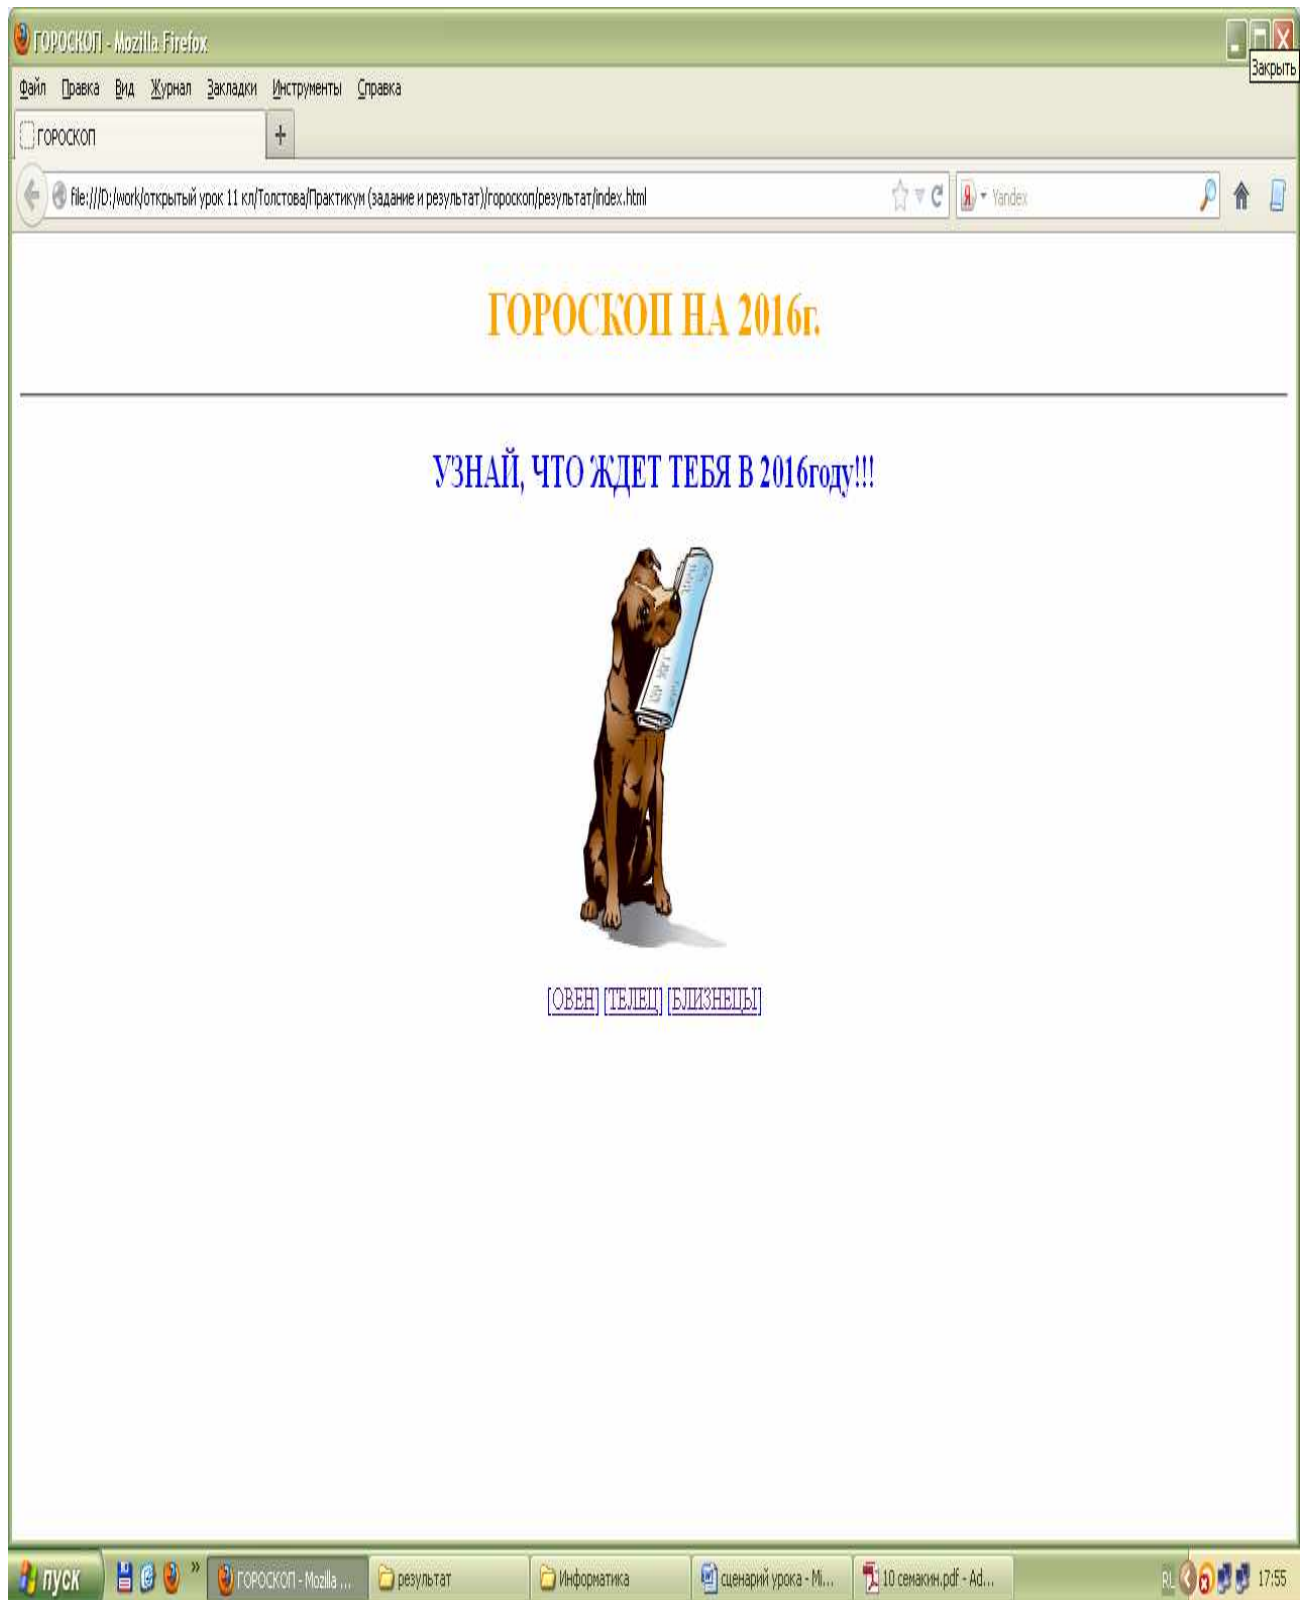 ГОРОСКОП - Mozilla Firefox
Закрыть
Файл Правка Вид Журнал Закладки Инструменты Справка
ГОРОСКОП +
file:///D:/work/открытый урок 11 кл/Толстова/Практикум (задание и результат)/гороскоп/результат/index.html Я Yandex
ГОРОСКОП НА 2016г.
УЗНАЙ, ЧТО ЖДЕТ ТЕБЯ В 2016году!!!
[ОВЕН] [ТЕЛЕЦ] [БЛИЗНЕЦЫ]
пуск » ГОРОСКОП - Mozilla ... результат Информатика сценарий урока - Mi... 10 семакин.pdf - Ad... 17:55